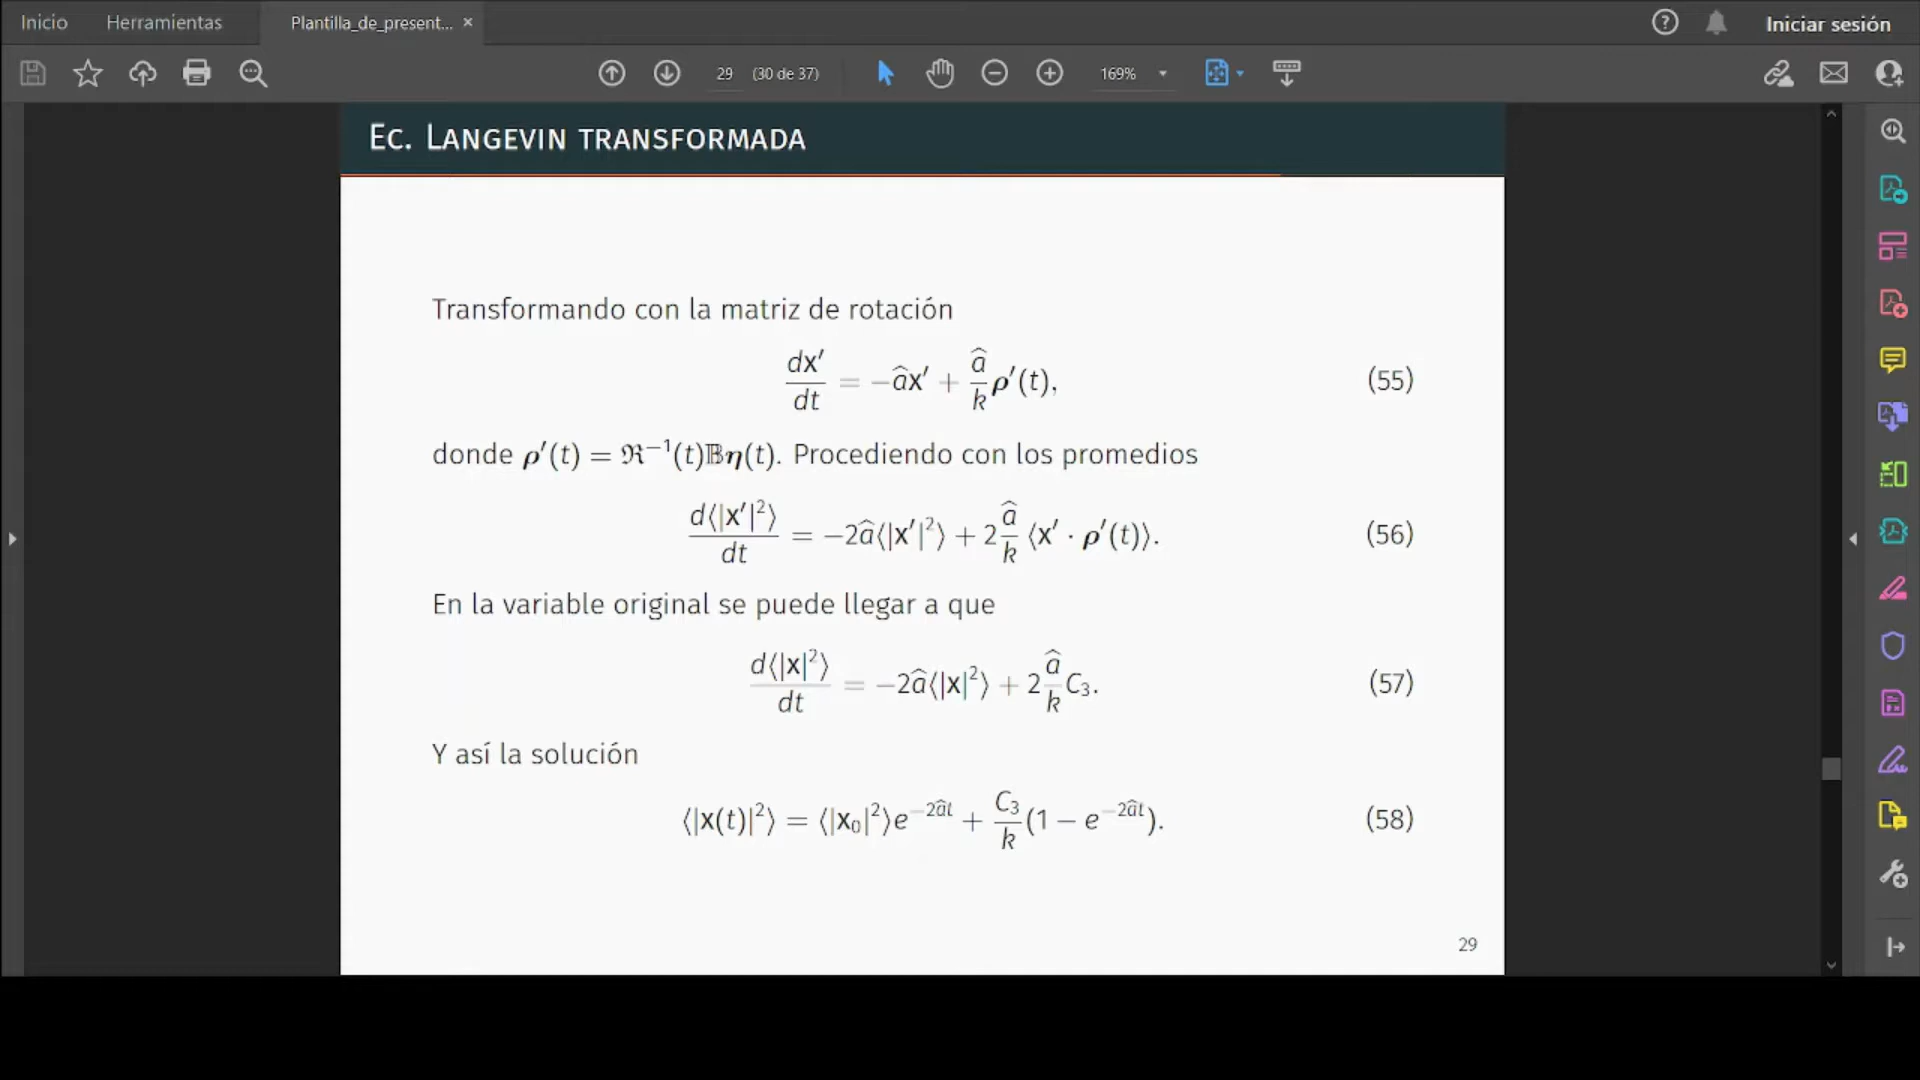 Inicio Herramientas Plantilla_de_present... × Iniciar sesión
29 (30 de 37) 169%
Ec. Langevin transformada
Transformando con la matriz de rotación
dx′/dt = −âx′ + â/k ρ′(t), (55)
donde ρ′(t) = ℜ⁻¹(t)𝔹η(t). Procediendo con los promedios
d⟨|x′|²⟩/dt = −2â⟨|x′|²⟩ + 2 â/k ⟨x′ · ρ′(t)⟩. (56)
En la variable original se puede llegar a que
d⟨|x|²⟩/dt = −2â⟨|x|²⟩ + 2 â/k C₃. (57)
Y así la solución
⟨|x(t)|²⟩ = ⟨|x₀|²⟩e^{−2ât} + C₃/k (1 − e^{−2ât}). (58)
29